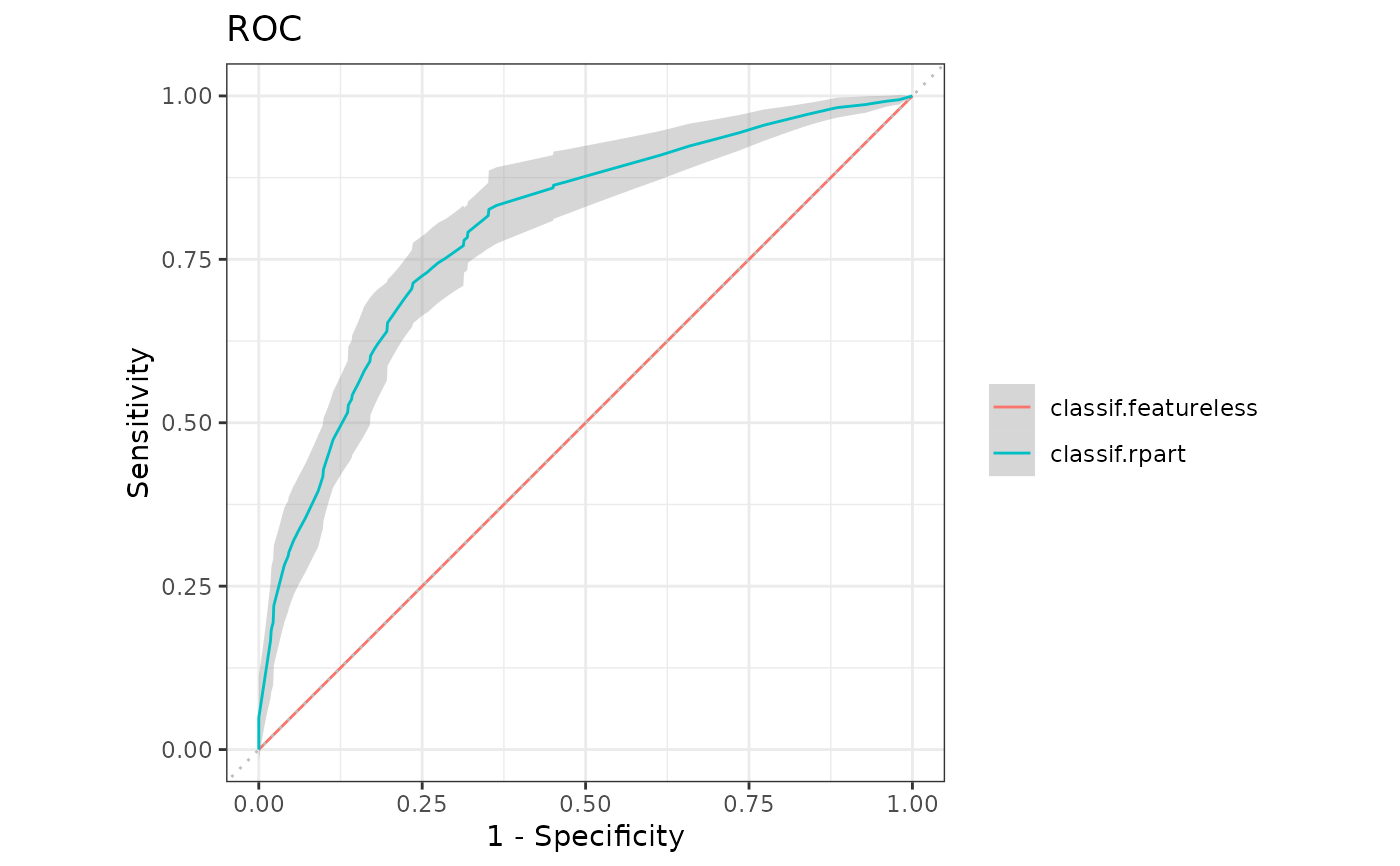 ROC
1.00
0.75
0.50
0.25
0.00
Sensitivity
0.00 0.25 0.50 0.75 1.00
1 - Specificity
classif.featureless
classif.rpart